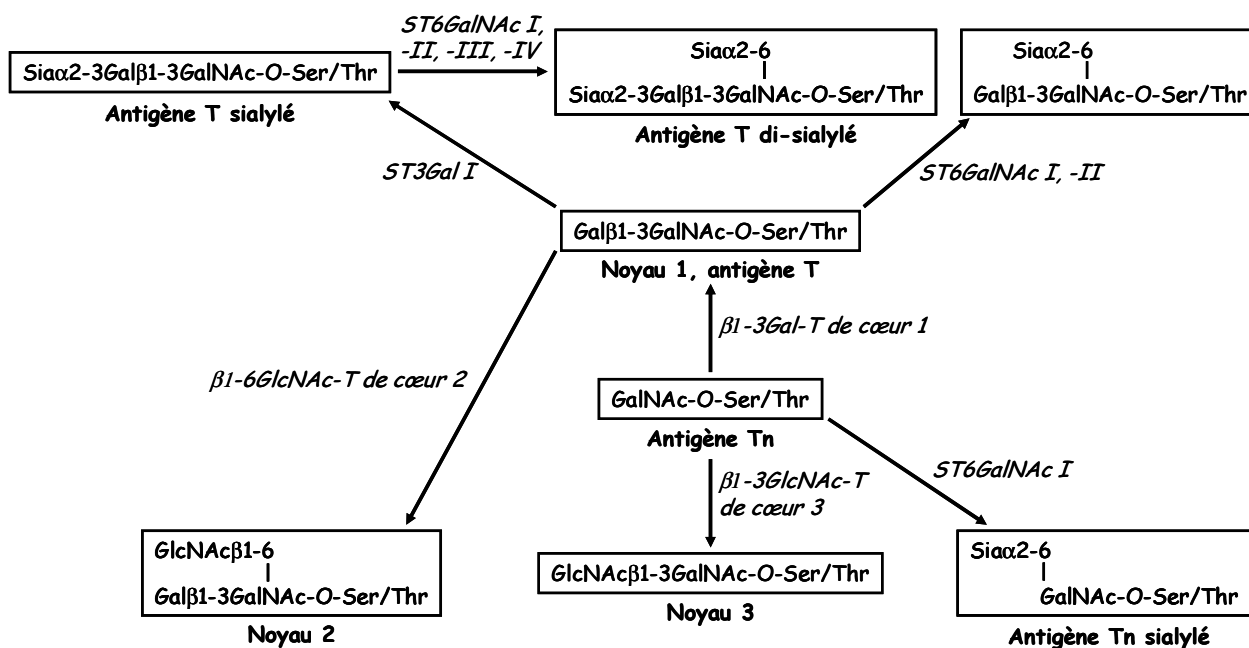 ST6GalNAc I,
-II, -III, -IV
Siaα2-3Galβ1-3GalNAc-O-Ser/Thr
Antigène T sialylé
Siaα2-6
Siaα2-3Galβ1-3GalNAc-O-Ser/Thr
Antigène T di-sialylé
Siaα2-6
Galβ1-3GalNAc-O-Ser/Thr
ST3Gal I
ST6GalNAc I, -II
Galβ1-3GalNAc-O-Ser/Thr
Noyau 1, antigène T
β1-3Gal-T de cœur 1
β1-6GlcNAc-T de cœur 2
GalNAc-O-Ser/Thr
Antigène Tn
ST6GalNAc I
β1-3GlcNAc-T
de cœur 3
GlcNAcβ1-6
Galβ1-3GalNAc-O-Ser/Thr
Noyau 2
GlcNAcβ1-3GalNAc-O-Ser/Thr
Noyau 3
Siaα2-6
GalNAc-O-Ser/Thr
Antigène Tn sialylé